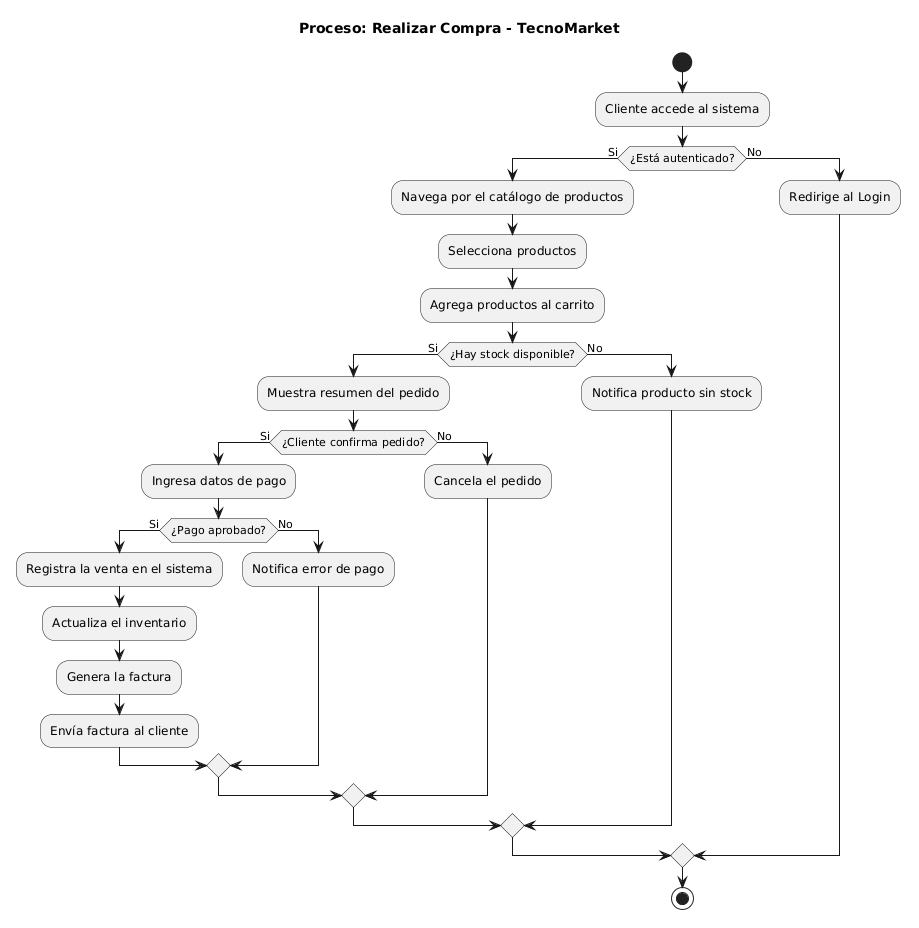 Proceso: Realizar Compra - TecnoMarket
Cliente accede al sistema
Si
¿Está autenticado?
No
Navega por el catálogo de productos
Redirige al Login
Selecciona productos
Agrega productos al carrito
Si
¿Hay stock disponible?
No
Muestra resumen del pedido
Notifica producto sin stock
Si
¿Cliente confirma pedido?
No
Ingresa datos de pago
Cancela el pedido
Si
¿Pago aprobado?
No
Registra la venta en el sistema
Notifica error de pago
Actualiza el inventario
Genera la factura
Envía factura al cliente